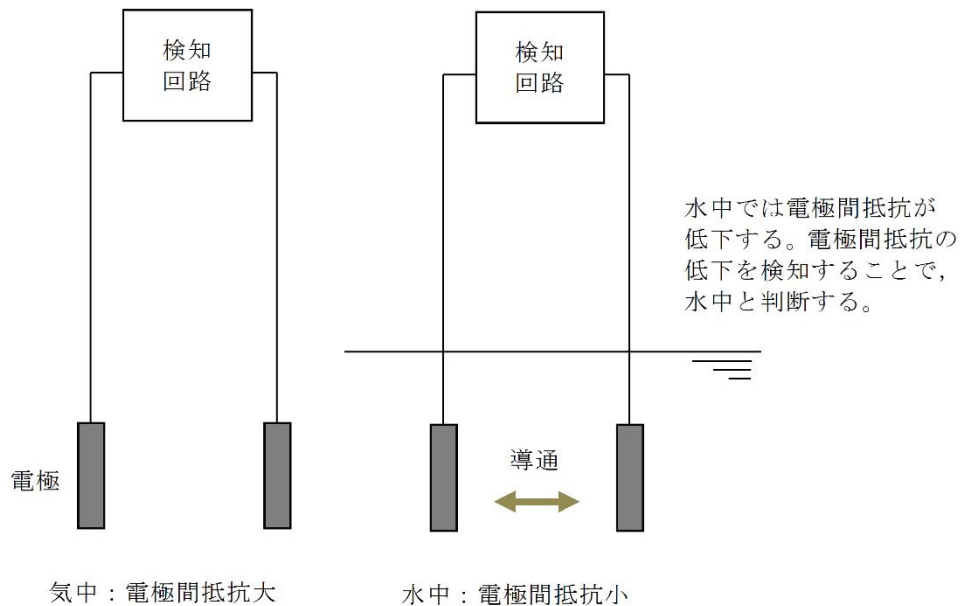 検知
回路
検知
回路
水中では電極間抵抗が
低下する。電極間抵抗の
低下を検知することで,
水中と判断する。
導通
電極
気中:電極間抵抗大
水中:電極間抵抗小